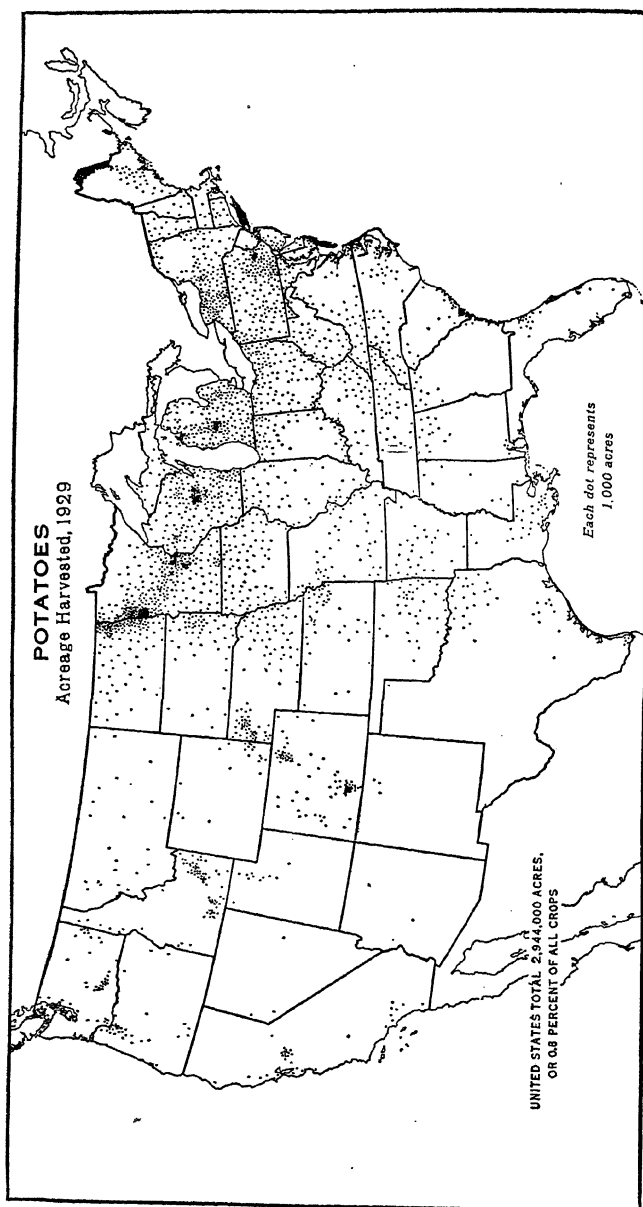 POTATOES
Acreage Harvested, 1929
Each dot represents
1,000 acres
UNITED STATES TOTAL 2,944,000 ACRES,
OR 0.8 PERCENT OF ALL CROPS